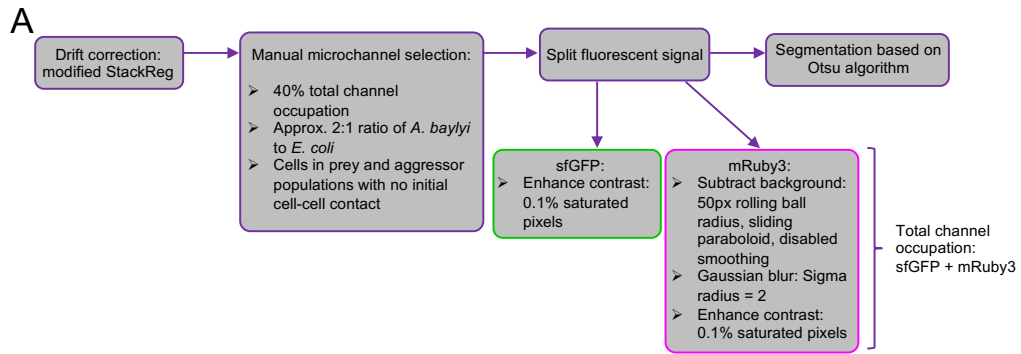 A
Drift correction:
modified StackReg
Manual microchannel selection:
➢ 40% total channel
occupation
➢ Approx. 2:1 ratio of A. baylyi
to E. coli
➢ Cells in prey and aggressor
populations with no initial
cell-cell contact
Split fluorescent signal
Segmentation based on
Otsu algorithm
sfGFP:
➢ Enhance contrast:
0.1% saturated
pixels
mRuby3:
➢ Subtract background:
50px rolling ball
radius, sliding
paraboloid, disabled
smoothing
➢ Gaussian blur: Sigma
radius = 2
➢ Enhance contrast:
0.1% saturated pixels
Total channel
occupation:
sfGFP + mRuby3